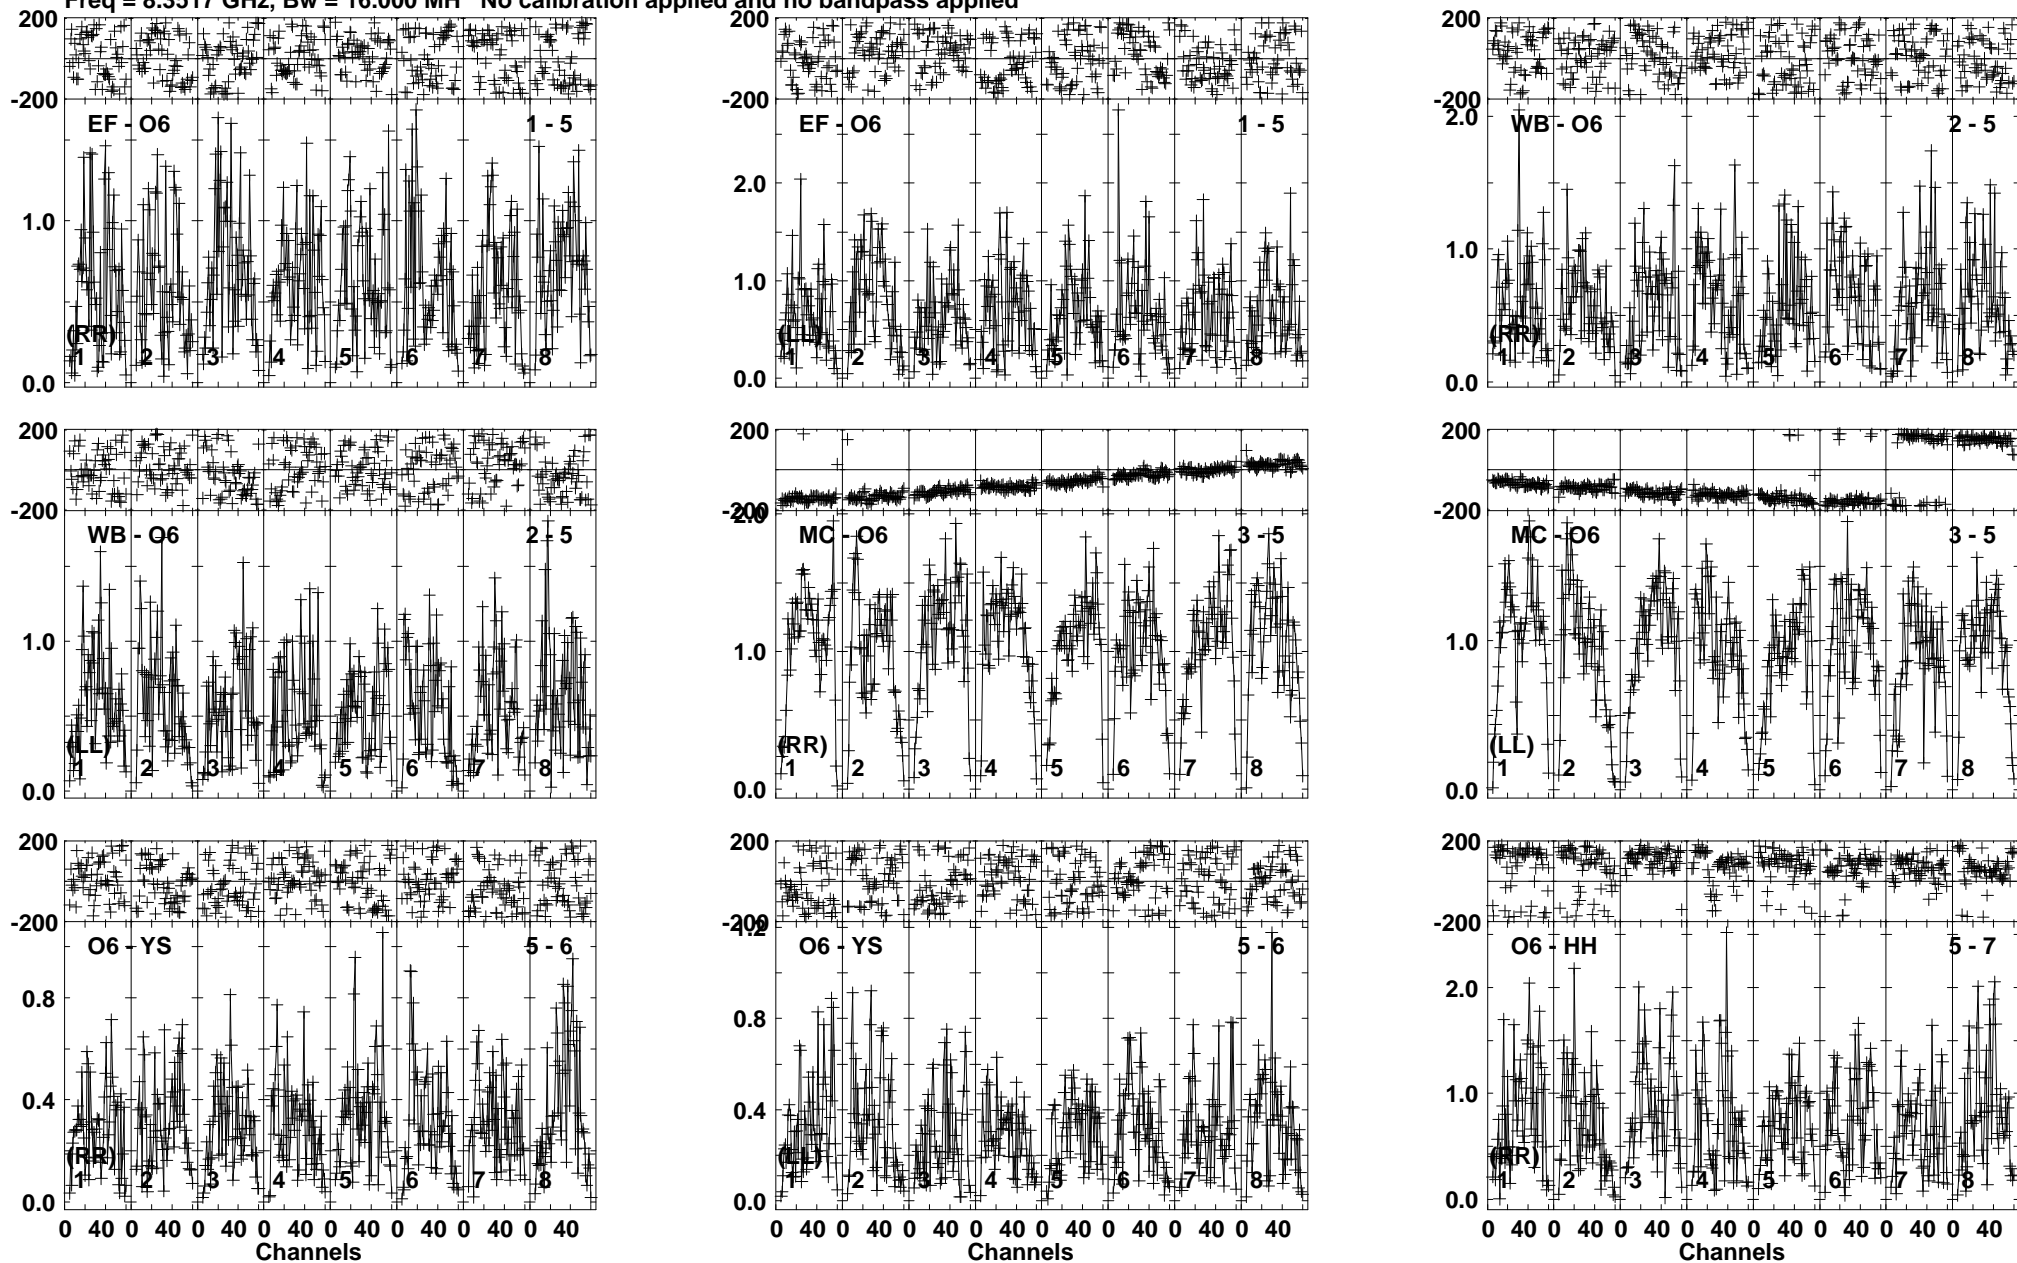 Freq = 8.3517 GHz, Bw = 16.000 MH No calibration applied and no bandpass applied
200 200 200
-200 -200 -200
EF - O6 1 - 5 EF - O6 1 - 5 WB - O6 2 - 5
2.0
2.0
1.0 1.0 1.0
(RR) (LL) (RR)
1 2 3 4 5 6 7 8 1 2 3 4 5 6 7 8 1 2 3 4 5 6 7 8
0.0 0.0 0.0
200 200 200
-200 -200 -200
2.0
WB - O6 2 - 5 MC - O6 3 - 5 MC - O6 3 - 5
1.0 1.0 1.0
(LL) (RR) (LL)
1 2 3 4 5 6 7 8 1 2 3 4 5 6 7 8 1 2 3 4 5 6 7 8
0.0 0.0 0.0
200 200 200
-200 -200 -200
1.2
O6 - YS 5 - 6 O6 - YS 5 - 6 O6 - HH 5 - 7
0.8 0.8 2.0
0.4 0.4 1.0
(RR) (LL) (RR)
1 2 3 4 5 6 7 8 1 2 3 4 5 6 7 8 1 2 3 4 5 6 7 8
0.0 0.0 0.0
0 40 0 40 0 40 0 40 0 40 0 40 0 40 0 40 0 40 0 40 0 40 0 40 0 40 0 40 0 40 0 40 0 40 0 40 0 40 0 40 0 40 0 40 0 40 0 40
Channels Channels